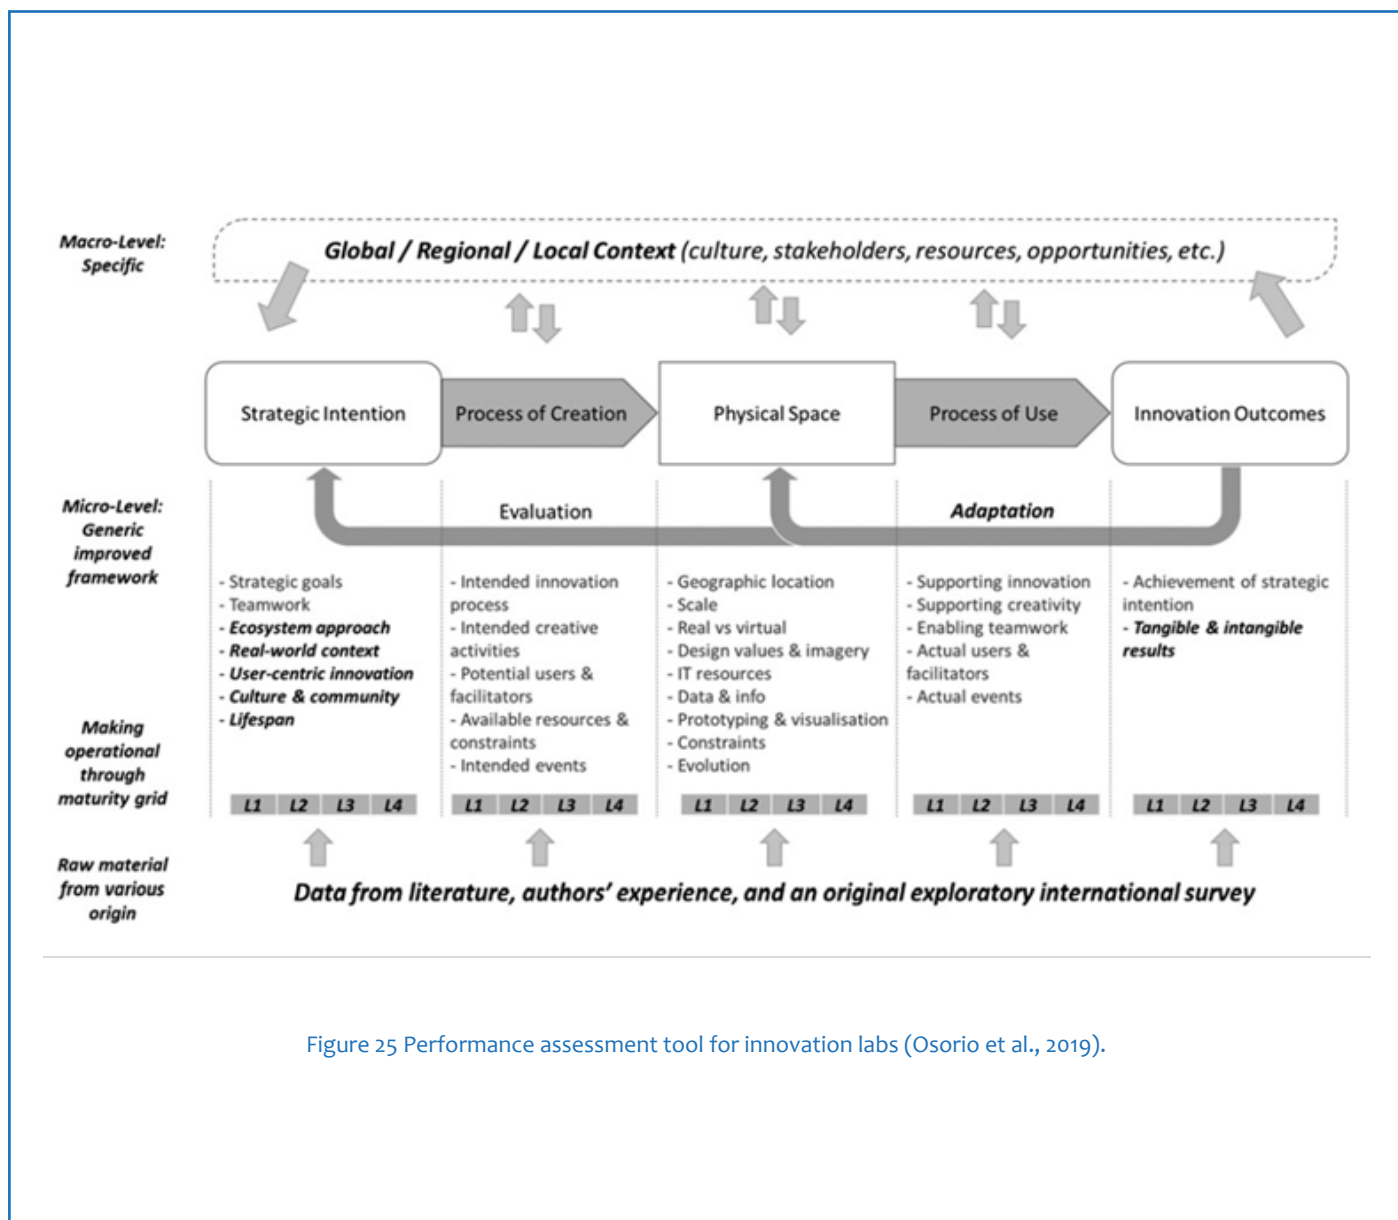 Macro-Level:
Specific
Global / Regional / Local Context (culture, stakeholders, resources, opportunities, etc.)
Strategic Intention
Process of Creation
Physical Space
Process of Use
Innovation Outcomes
Micro-Level:
Generic
improved
framework
Evaluation
Adaptation
- Strategic goals
- Teamwork
- Ecosystem approach
- Real-world context
- User-centric innovation
- Culture & community
- Lifespan
- Intended innovation
process
- Intended creative
activities
- Potential users &
facilitators
- Available resources &
constraints
- Intended events
- Geographic location
- Scale
- Real vs virtual
- Design values & imagery
- IT resources
- Data & info
- Prototyping & visualisation
- Constraints
- Evolution
- Supporting innovation
- Supporting creativity
- Enabling teamwork
- Actual users &
facilitators
- Actual events
- Achievement of strategic
intention
- Tangible & intangible
results
Making
operational
through
maturity grid
L1 L2 L3 L4
L1 L2 L3 L4
L1 L2 L3 L4
L1 L2 L3 L4
L1 L2 L3 L4
Raw material
from various
origin
Data from literature, authors' experience, and an original exploratory international survey
Figure 25 Performance assessment tool for innovation labs (Osorio et al., 2019).